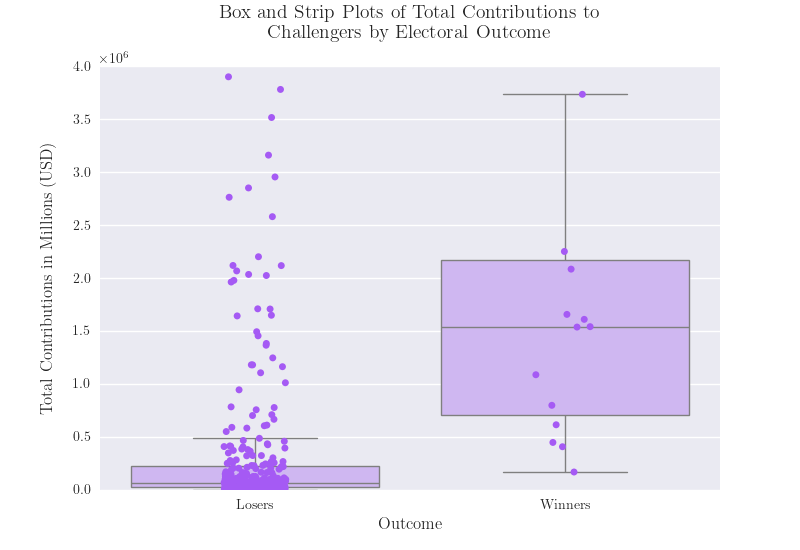 Box and Strip Plots of Total Contributions to
Challengers by Electoral Outcome
×10⁶
4.0
3.5
3.0
2.5
2.0
1.5
1.0
0.5
0.0
Total Contributions in Millions (USD)
Losers
Winners
Outcome